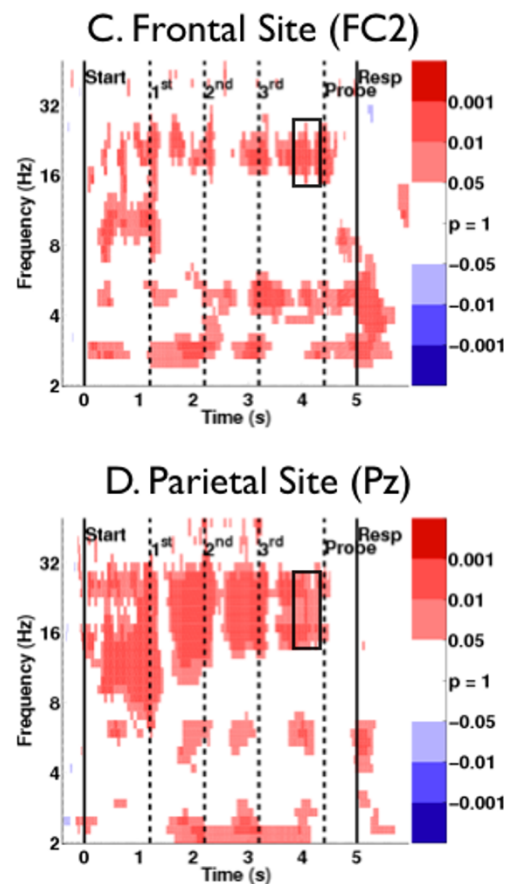 C. Frontal Site (FC2)
Start 1st 2nd 3rd Probe Resp
Frequency (Hz)
32
16
8
4
2
0 1 2 3 4 5
Time (s)
0.001
0.01
0.05
p = 1
−0.05
−0.01
−0.001
D. Parietal Site (Pz)
Start 1st 2nd 3rd Probe Resp
Frequency (Hz)
32
16
8
4
2
0 1 2 3 4 5
Time (s)
0.001
0.01
0.05
p = 1
−0.05
−0.01
−0.001